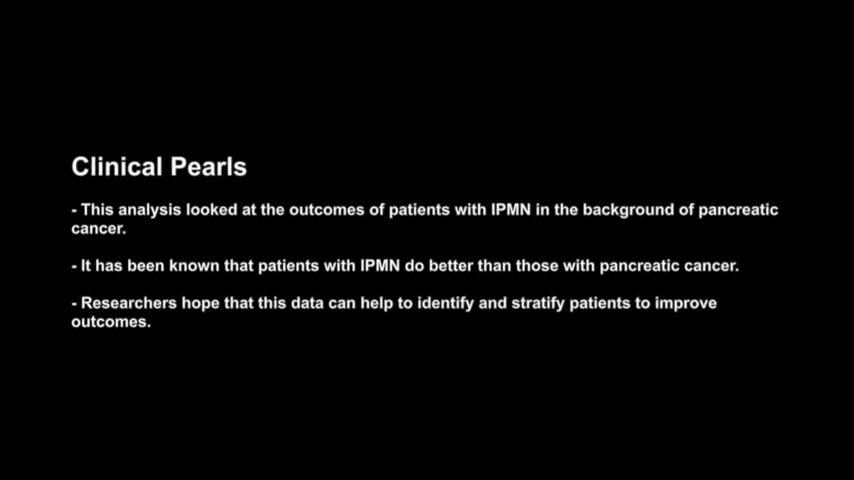 Clinical Pearls
- This analysis looked at the outcomes of patients with IPMN in the background of pancreatic
cancer.
- It has been known that patients with IPMN do better than those with pancreatic cancer.
- Researchers hope that this data can help to identify and stratify patients to improve
outcomes.